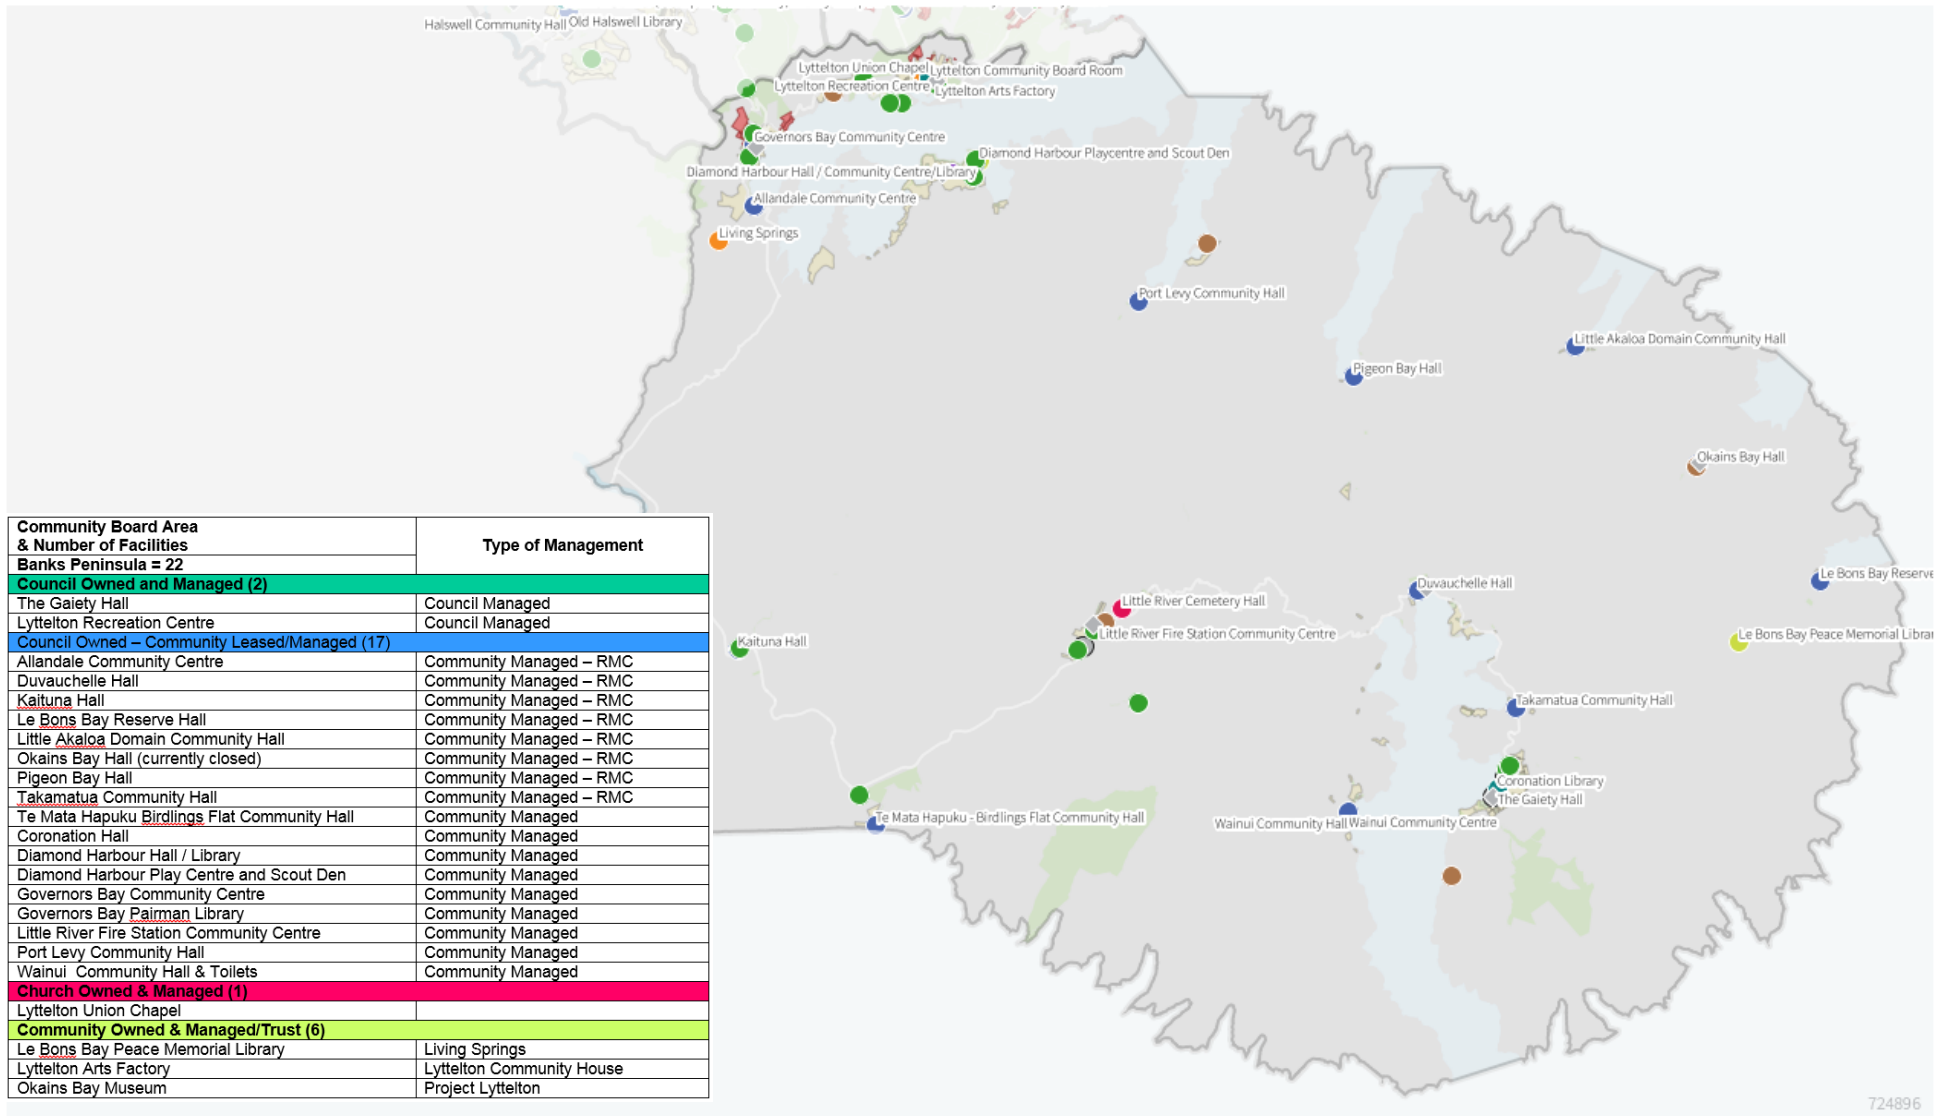 Halswell Community Hall
Old Halswell Library
Lyttelton Union Chapel
Lyttelton Community Board Room
Lyttelton Recreation Centre
Lyttelton Arts Factory
Governors Bay Community Centre
Diamond Harbour Playcentre and Scout Den
Diamond Harbour Hall / Community Centre/Library
Allandale Community Centre
Living Springs
Port Levy Community Hall
Little Akaloa Domain Community Hall
Pigeon Bay Hall
Okains Bay Hall
Duvauchelle Hall
Le Bons Bay Reserve
Little River Cemetery Hall
Little River Fire Station Community Centre
Kaituna Hall
Le Bons Bay Peace Memorial Librar
Takamatua Community Hall
Coronation Library
The Gaiety Hall
Te Mata Hapuku - Birdlings Flat Community Hall
Wainui Community Hall
Wainui Community Centre
Community Board Area
& Number of Facilities
Type of Management
Banks Peninsula = 22
Council Owned and Managed (2)
The Gaiety Hall Council Managed
Lyttelton Recreation Centre Council Managed
Council Owned – Community Leased/Managed (17)
Allandale Community Centre Community Managed – RMC
Duvauchelle Hall Community Managed – RMC
Kaituna Hall Community Managed – RMC
Le Bons Bay Reserve Hall Community Managed – RMC
Little Akaloa Domain Community Hall Community Managed – RMC
Okains Bay Hall (currently closed) Community Managed – RMC
Pigeon Bay Hall Community Managed – RMC
Takamatua Community Hall Community Managed – RMC
Te Mata Hapuku Birdlings Flat Community Hall Community Managed
Coronation Hall Community Managed
Diamond Harbour Hall / Library Community Managed
Diamond Harbour Play Centre and Scout Den Community Managed
Governors Bay Community Centre Community Managed
Governors Bay Pairman Library Community Managed
Little River Fire Station Community Centre Community Managed
Port Levy Community Hall Community Managed
Wainui Community Hall & Toilets Community Managed
Church Owned & Managed (1)
Lyttelton Union Chapel
Community Owned & Managed/Trust (6)
Le Bons Bay Peace Memorial Library Living Springs
Lyttelton Arts Factory Lyttelton Community House
Okains Bay Museum Project Lyttelton
724896